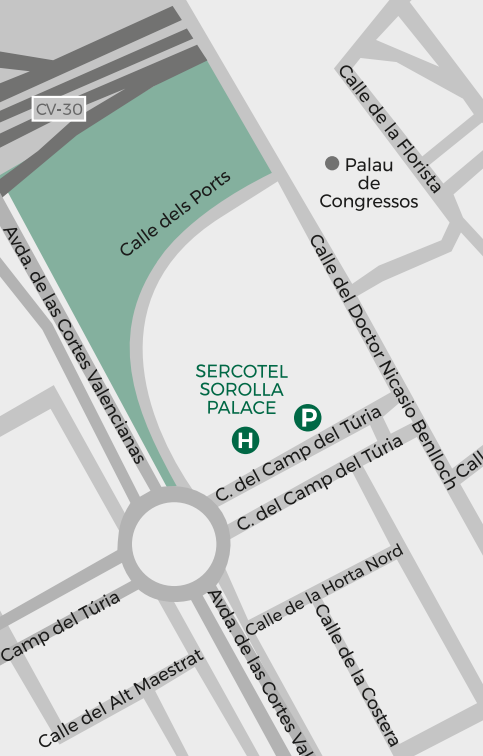 CV-30
Calle de la Florista
Palau
de
Congressos
Calle dels Ports
Avda. de las Cortes Valencianas
Calle del Doctor Nicasio Benlloch
SERCOTEL
SOROLLA
PALACE
H
P
C. del Camp del Túria
C. del Camp del Túria
Call
Calle de la Horta Nord
Camp del Túria
Avda. de las Cortes Val
Calle de la Costera
Calle del Alt Maestrat